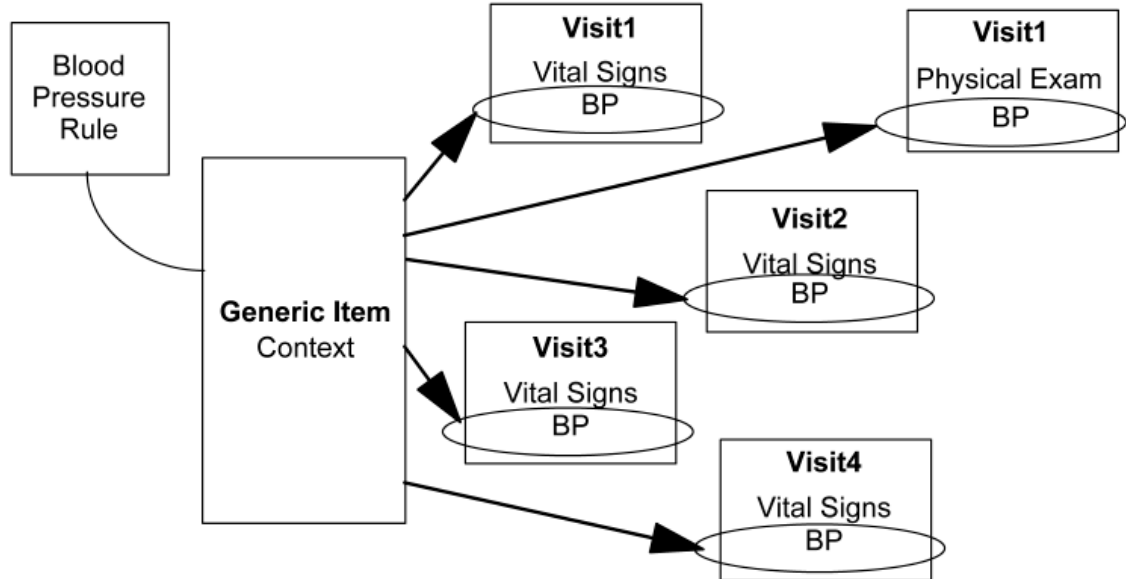 Blood
Pressure
Rule
Visit1
Vital Signs
BP
Visit1
Physical Exam
BP
Generic Item
Context
Visit2
Vital Signs
BP
Visit3
Vital Signs
BP
Visit4
Vital Signs
BP